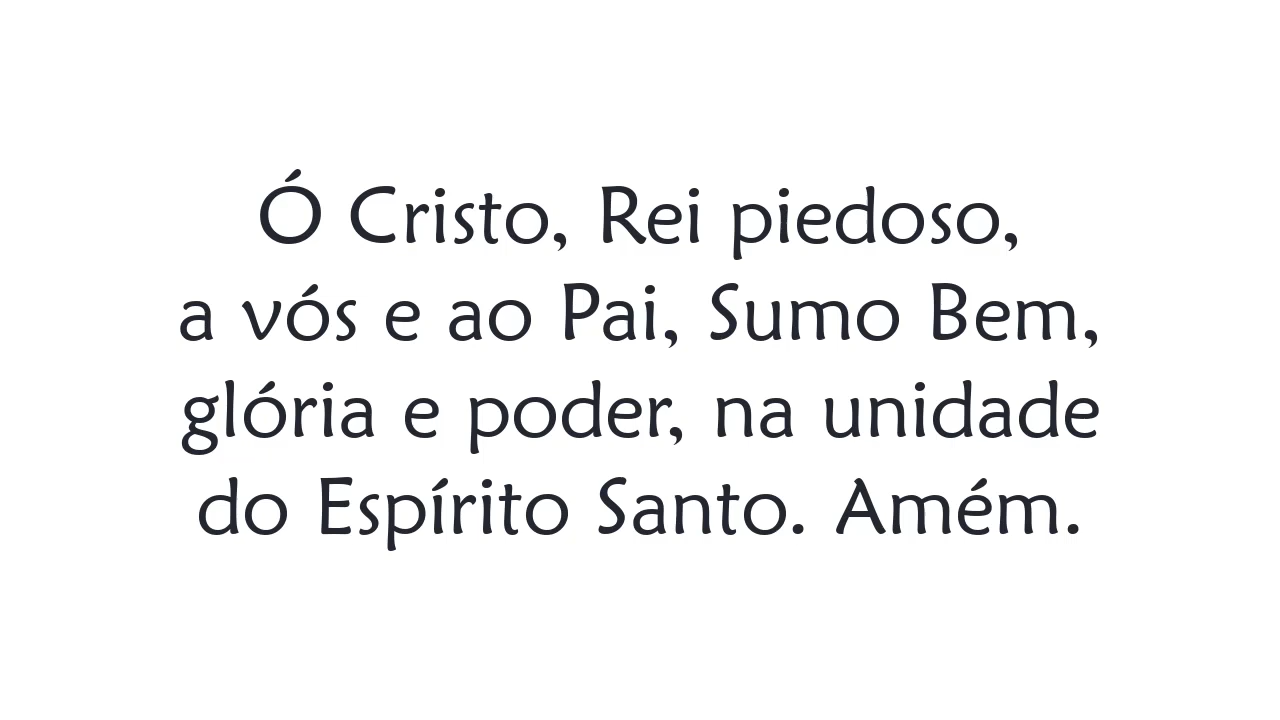 Ó Cristo, Rei piedoso,
a vós e ao Pai, Sumo Bem,
glória e poder, na unidade
do Espírito Santo. Amém.